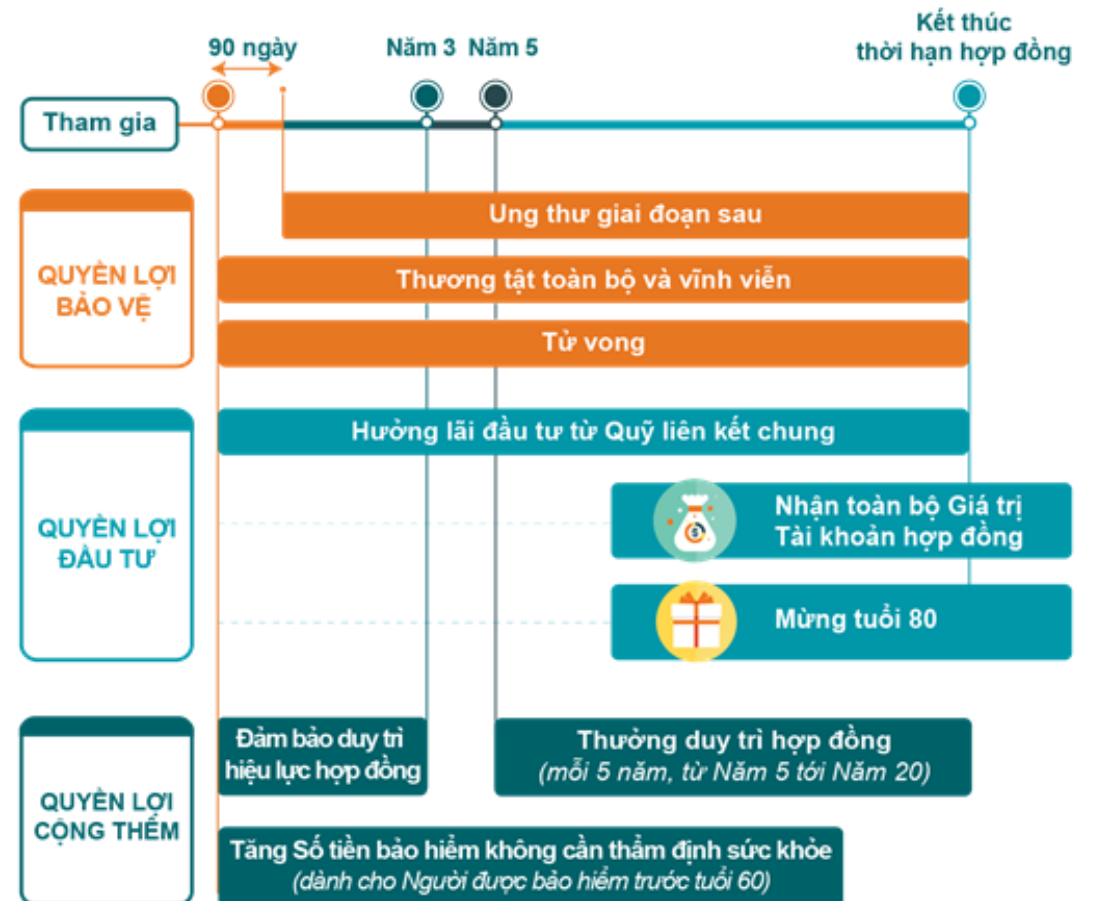 90 ngày
Năm 3
Năm 5
Kết thúc
thời hạn hợp đồng
Tham gia
QUYỀN LỢI
BẢO VỆ
Ung thư giai đoạn sau
Thương tật toàn bộ và vĩnh viễn
Tử vong
QUYỀN LỢI
ĐẦU TƯ
Hưởng lãi đầu tư từ Quỹ liên kết chung
Nhận toàn bộ Giá trị
Tài khoản hợp đồng
Mừng tuổi 80
QUYỀN LỢI
CỘNG THÊM
Đảm bảo duy trì
hiệu lực hợp đồng
Thưởng duy trì hợp đồng
(mỗi 5 năm, từ Năm 5 tới Năm 20)
Tăng Số tiền bảo hiểm không cần thẩm định sức khỏe
(dành cho Người được bảo hiểm trước tuổi 60)